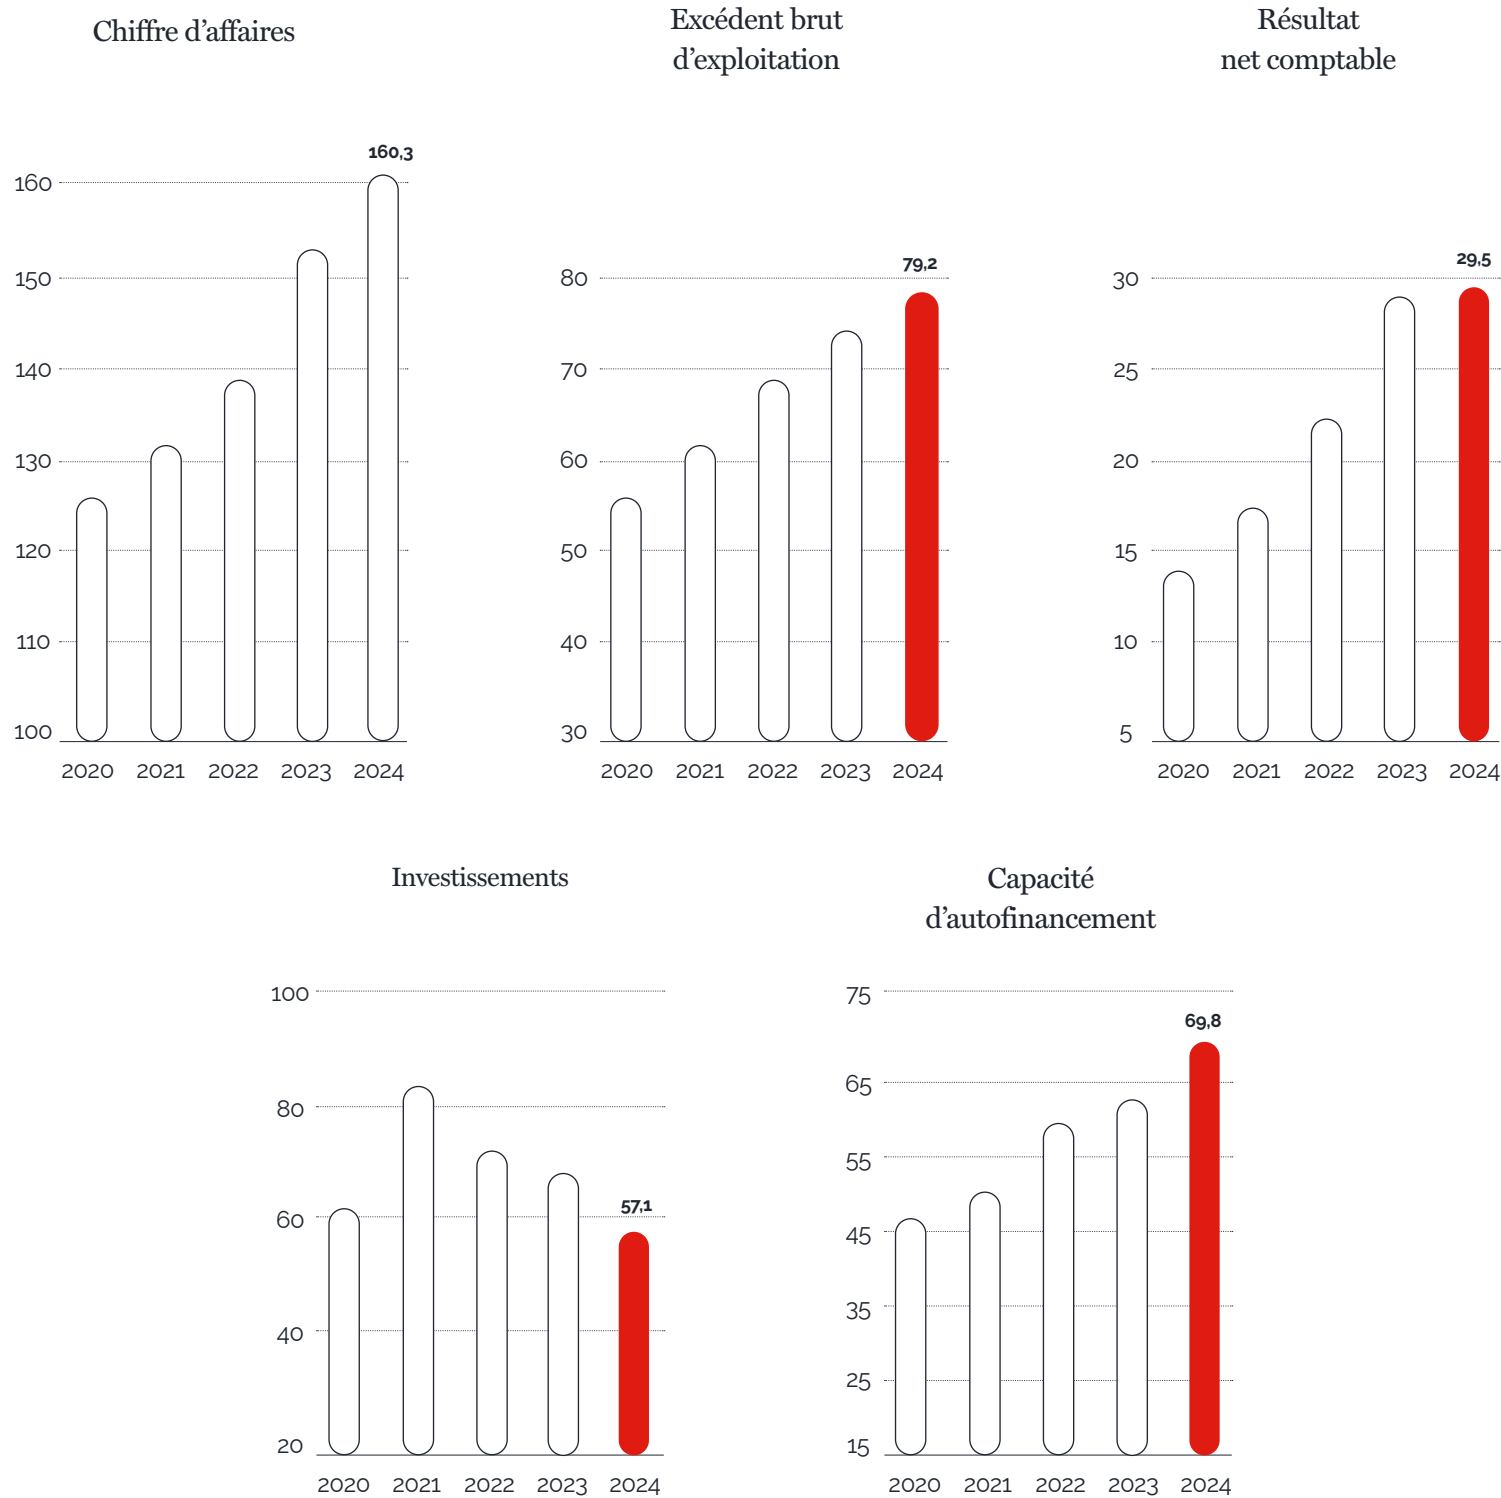 Chiffre d’affaires
160,3
160
150
140
130
120
110
100
2020 2021 2022 2023 2024
Excédent brut
d’exploitation
79,2
80
70
60
50
40
30
2020 2021 2022 2023 2024
Résultat
net comptable
29,5
30
25
20
15
10
5
2020 2021 2022 2023 2024
Investissements
100
80
57,1
60
40
20
2020 2021 2022 2023 2024
Capacité
d’autofinancement
75
69,8
65
55
45
35
25
15
2020 2021 2022 2023 2024